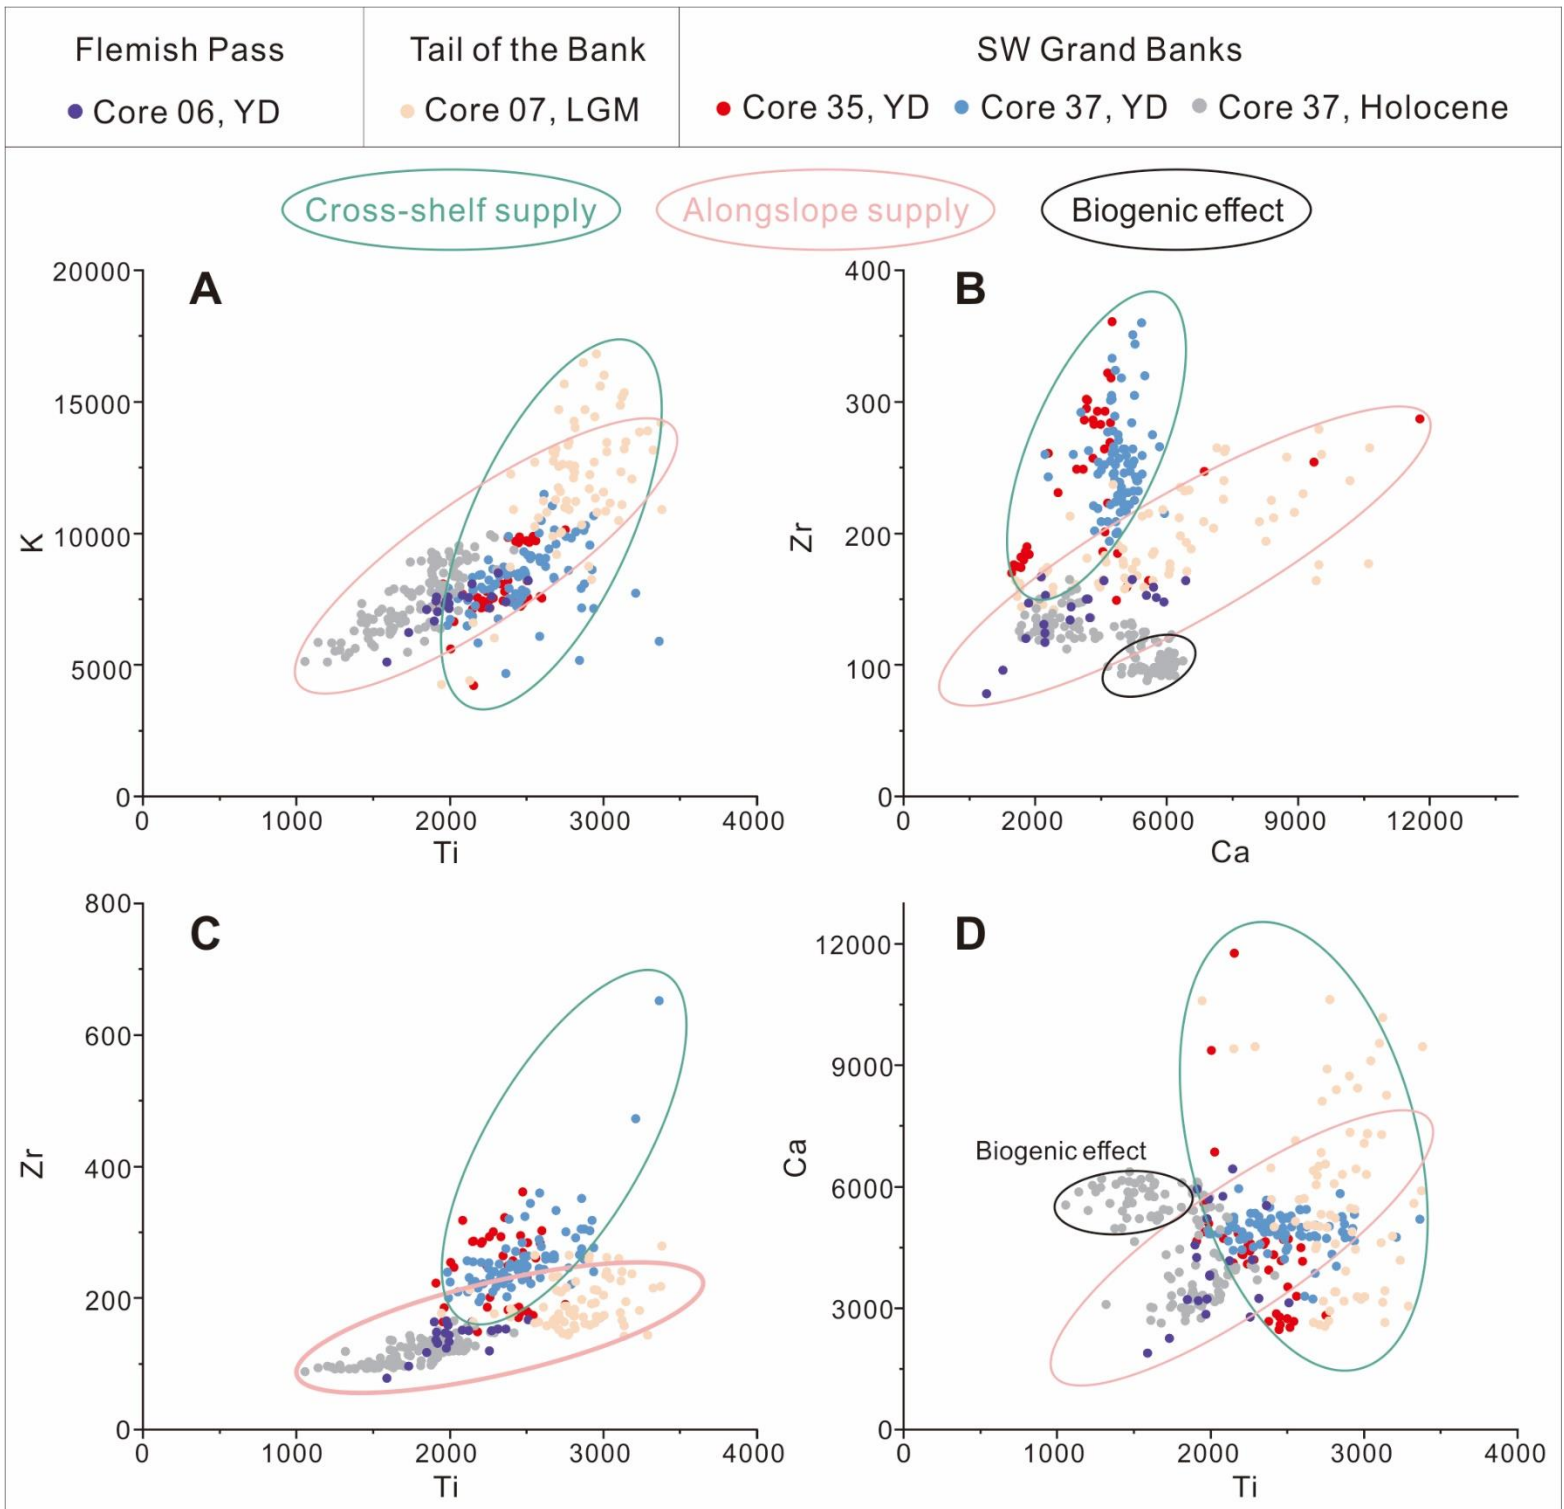 Flemish Pass
Core 06, YD
Tail of the Bank
Core 07, LGM
SW Grand Banks
Core 35, YD Core 37, YD Core 37, Holocene
Cross-shelf supply Alongslope supply Biogenic effect
A
20000
15000
10000
5000
0
K
0 1000 2000 3000 4000
Ti
B
400
300
200
100
0
Zr
0 2000 6000 9000 12000
Ca
C
800
600
400
200
0
Zr
0 1000 2000 3000 4000
Ti
D
12000
9000
6000
3000
0
Ca
Biogenic effect
0 1000 2000 3000 4000
Ti